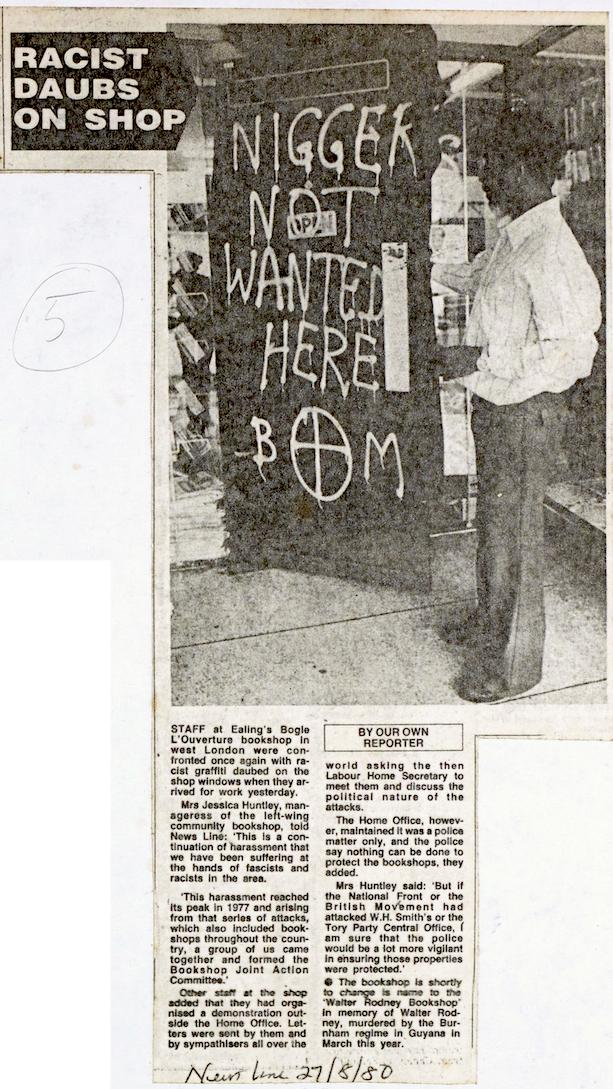 RACIST
DAUBS
ON SHOP
NIGGER
NOT
OPEN
WANTED
HERE
B M
5
STAFF at Ealing's Bogle
L'Ouverture bookshop in
west London were con-
fronted once again with ra-
cist graffiti daubed on the
shop windows when they ar-
rived for work yesterday.
Mrs Jessica Huntley, man-
ageress of the left-wing
community bookshop, told
News Line: 'This is a con-
tinuation of harassment that
we have been suffering at
the hands of fascists and
racists in the area.
'This harassment reached
its peak in 1977 and arising
from that series of attacks,
which also included book-
shops throughout the coun-
try, a group of us came
together and formed the
Bookshop Joint Action
Committee.'
Other staff at the shop
added that they had orga-
nised a demonstration out-
side the Home Office. Let-
ters were sent by them and
by sympathisers all over the
BY OUR OWN
REPORTER
world asking the then
Labour Home Secretary to
meet them and discuss the
political nature of the
attacks.
The Home Office, howev-
er, maintained it was a police
matter only, and the police
say nothing can be done to
protect the bookshops, they
added.
Mrs Huntley said: 'But if
the National Front or the
British Movement had
attacked W.H. Smith's or the
Tory Party Central Office, I
am sure that the police
would be a lot more vigilant
in ensuring those properties
were protected.'
● The bookshop is shortly
to change is name to the
'Walter Rodney Bookshop'
in memory of Walter Rod-
ney, murdered by the Bur-
nham regime in Guyana in
March this year.
News Line 27/8/80